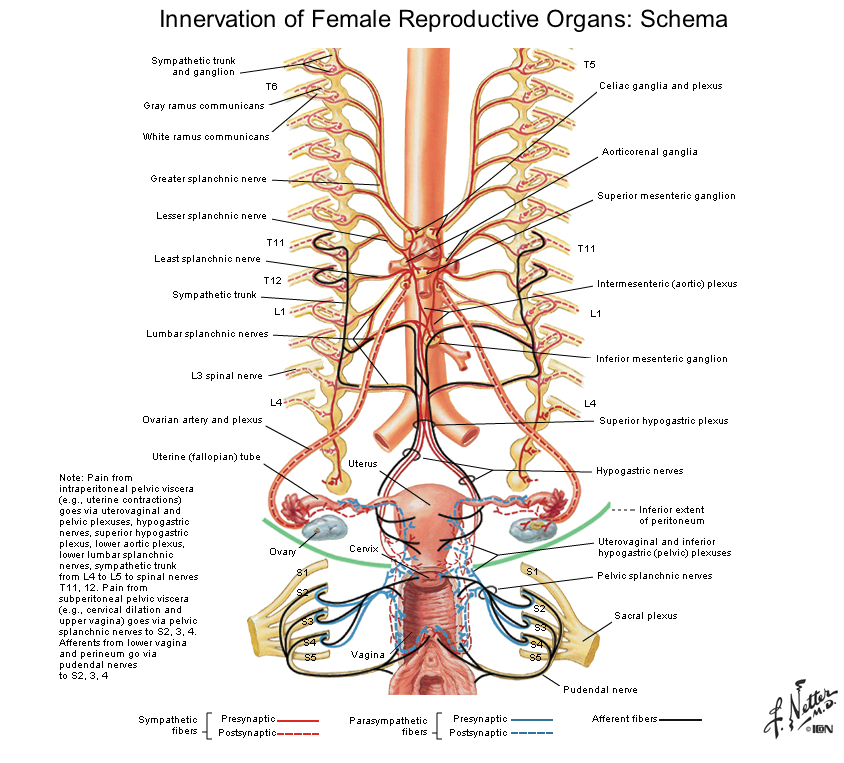 Innervation of Female Reproductive Organs: Schema
Sympathetic trunk
and ganglion
T6
Gray ramus communicans
White ramus communicans
Greater splanchnic nerve
Lesser splanchnic nerve
T11
Least splanchnic nerve
T12
Sympathetic trunk
L1
Lumbar splanchnic nerves
L3 spinal nerve
L4
Ovarian artery and plexus
Uterine (fallopian) tube
T5
Celiac ganglia and plexus
Aorticorenal ganglia
Superior mesenteric ganglion
T11
Intermesenteric (aortic) plexus
L1
Inferior mesenteric ganglion
L4
Superior hypogastric plexus
Hypogastric nerves
Uterus
Inferior extent
of peritoneum
Ovary
Cervix
Uterovaginal and inferior
hypogastric (pelvic) plexuses
Pelvic splanchnic nerves
Sacral plexus
Vagina
Pudendal nerve
S1
S2
S3
S4
S5
S1
S2
S3
S4
S5
Note: Pain from
intraperitoneal pelvic viscera
(e.g., uterine contractions)
goes via uterovaginal and
pelvic plexuses, hypogastric
nerves, superior hypogastric
plexus, lower aortic plexus,
lower lumbar splanchnic
nerves, sympathetic trunk
from L4 to L5 to spinal nerves
T11, 12. Pain from
subperitoneal pelvic viscera
(e.g., cervical dilation and
upper vagina) goes via pelvic
splanchnic nerves to S2, 3, 4.
Afferents from lower vagina
and perineum go via
pudendal nerves
to S2, 3, 4
Sympathetic
fibers
Presynaptic
Postsynaptic
Parasympathetic
fibers
Presynaptic
Postsynaptic
Afferent fibers
F. Netter
M.D.
© ICON